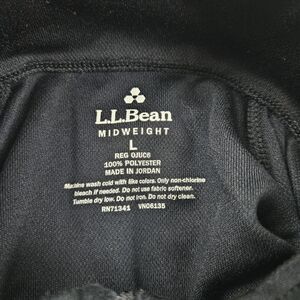 L.L.Bean
MIDWEIGHT
L
REG 0JUC6
100% POLYESTER
MADE IN JORDAN
Machine wash cold with like colors. Only non-chlorine
bleach if needed. Do not use fabric softener.
Tumble dry low. Do not iron. Do not dry clean.
RN71341 VN06135